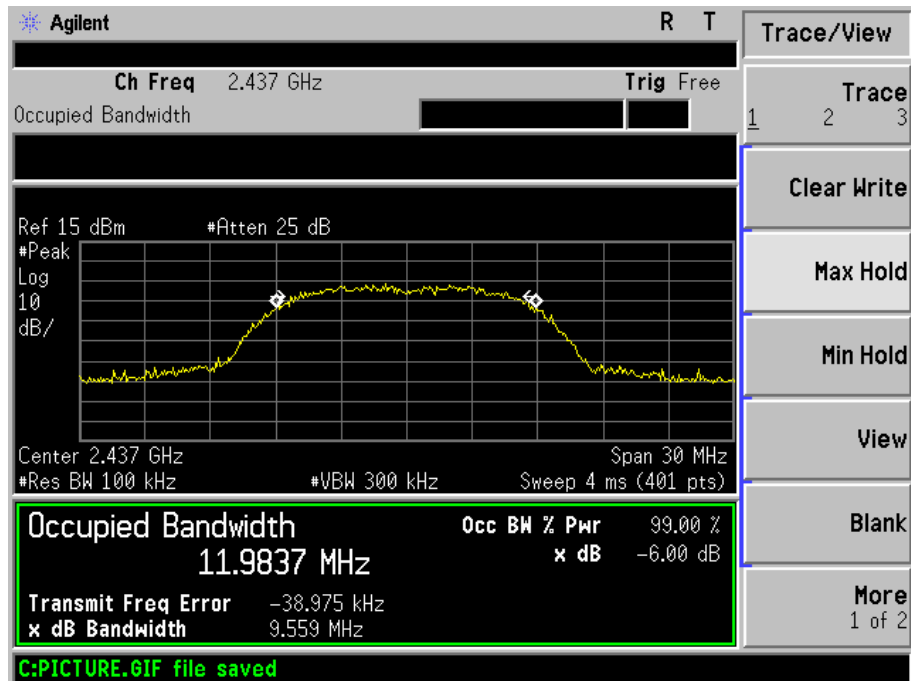 Agilent R T
Ch Freq 2.437 GHz Trig Free
Occupied Bandwidth
Ref 15 dBm #Atten 25 dB
#Peak
Log
10
dB/
Center 2.437 GHz Span 30 MHz
#Res BW 100 kHz #VBW 300 kHz Sweep 4 ms (401 pts)
Occupied Bandwidth Occ BW % Pwr 99.00 %
11.9837 MHz x dB -6.00 dB
Transmit Freq Error -38.975 kHz
x dB Bandwidth 9.559 MHz
C:PICTURE.GIF file saved
Trace/View
Trace
1 2 3
Clear Write
Max Hold
Min Hold
View
Blank
More
1 of 2